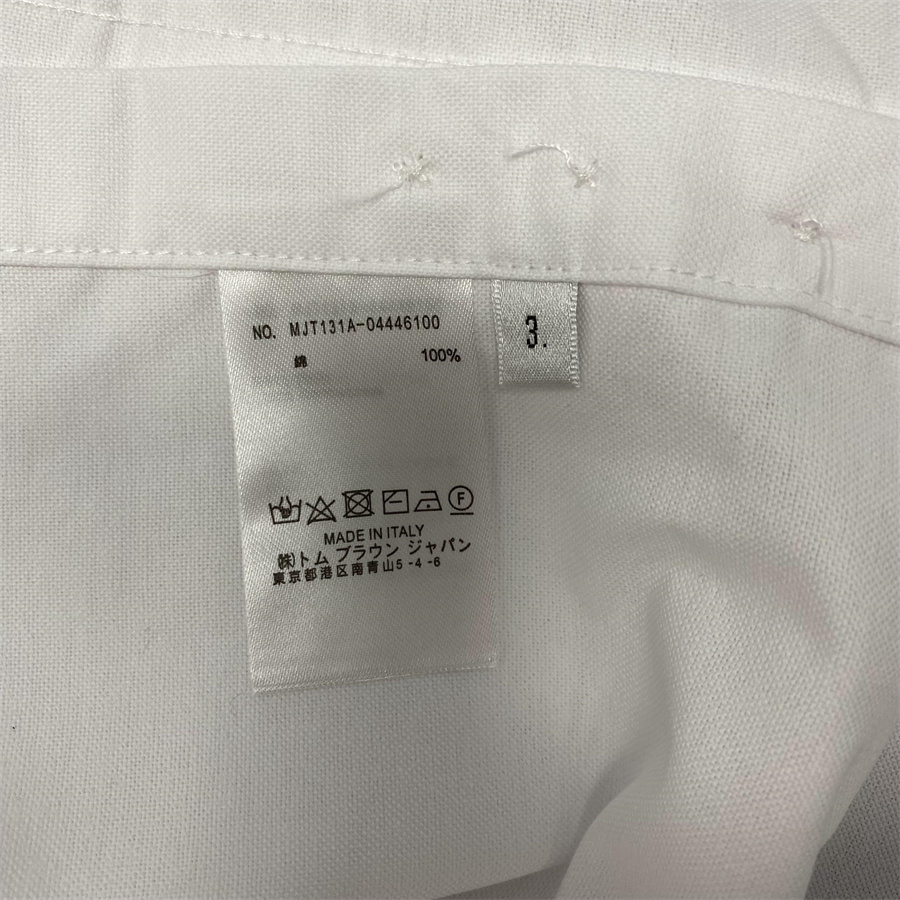 NO. MJT131A-04446100
綿 100%
3.
F
MADE IN ITALY
㈱トム ブラウン ジャパン
東京都港区南青山5-4-6